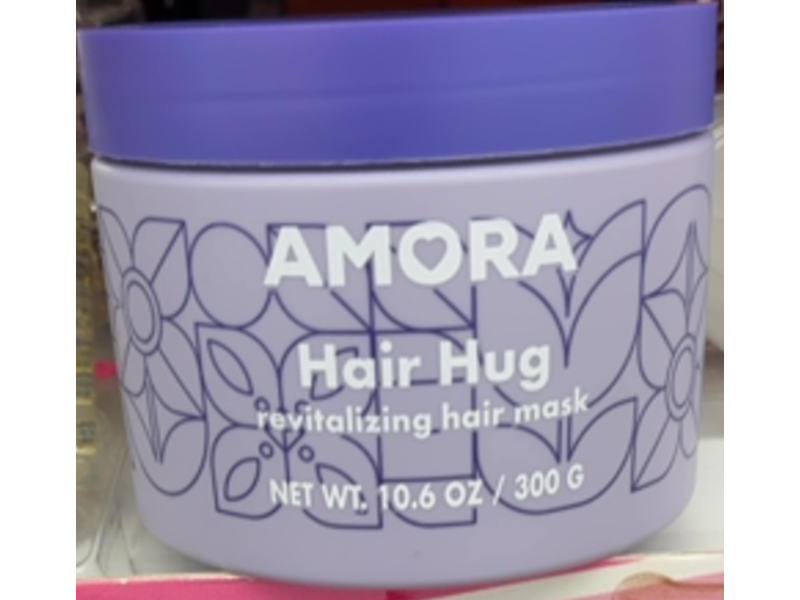 AMORA
Hair Hug
revitalizing hair mask
NET WT. 10.6 OZ / 300 G